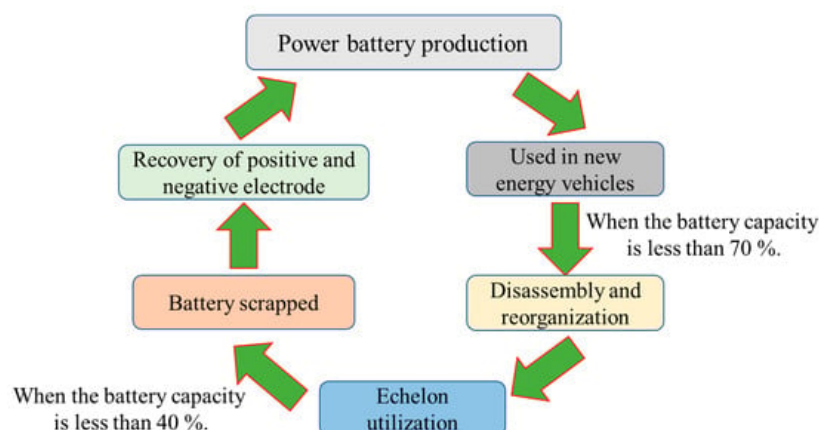 Power battery production
Recovery of positive and
negative electrode
Used in new
energy vehicles
When the battery capacity
is less than 70 %.
Battery scrapped
Disassembly and
reorganization
When the battery capacity
is less than 40 %.
Echelon
utilization